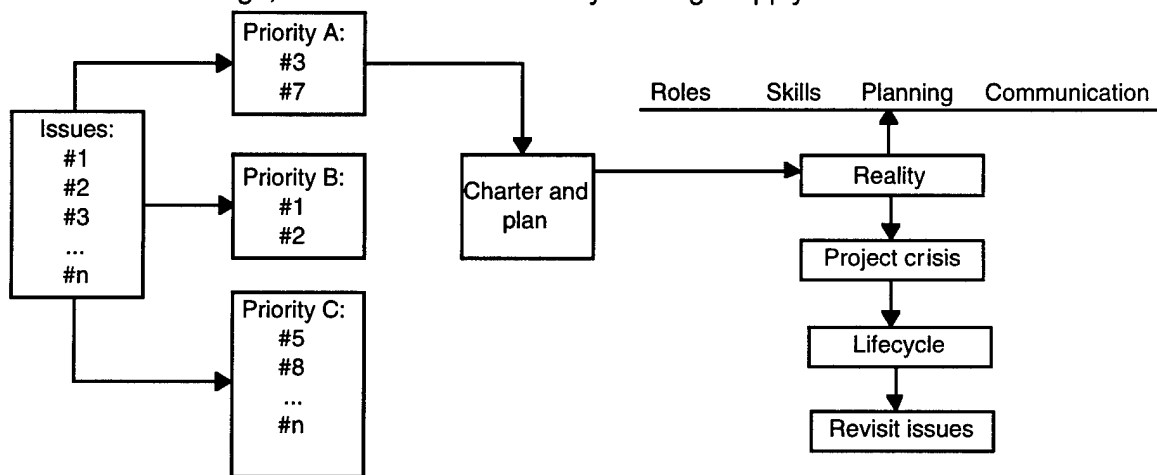 Priority A:
#3
#7
Roles Skills Planning Communication
Issues:
#1
#2
#3
...
#n
Priority B:
#1
#2
Charter and
plan
Reality
Project crisis
Priority C:
#5
#8
...
#n
Lifecycle
Revisit issues